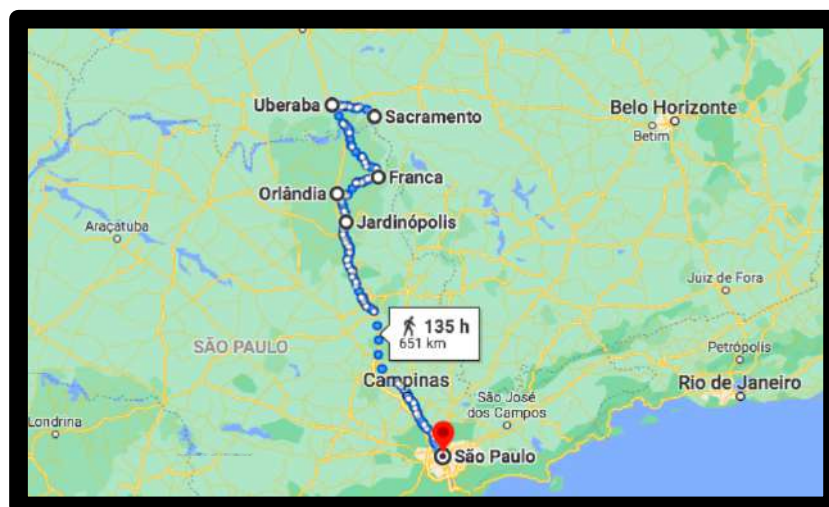 Uberaba
Sacramento
Belo Horizonte
Betim
Franca
Orlândia
Jardinópolis
Araçatuba
Juiz de Fora
135 h
651 km
SÃO PAULO
Petrópolis
Campinas
Rio de Janeiro
São José
dos Campos
Londrina
São Paulo